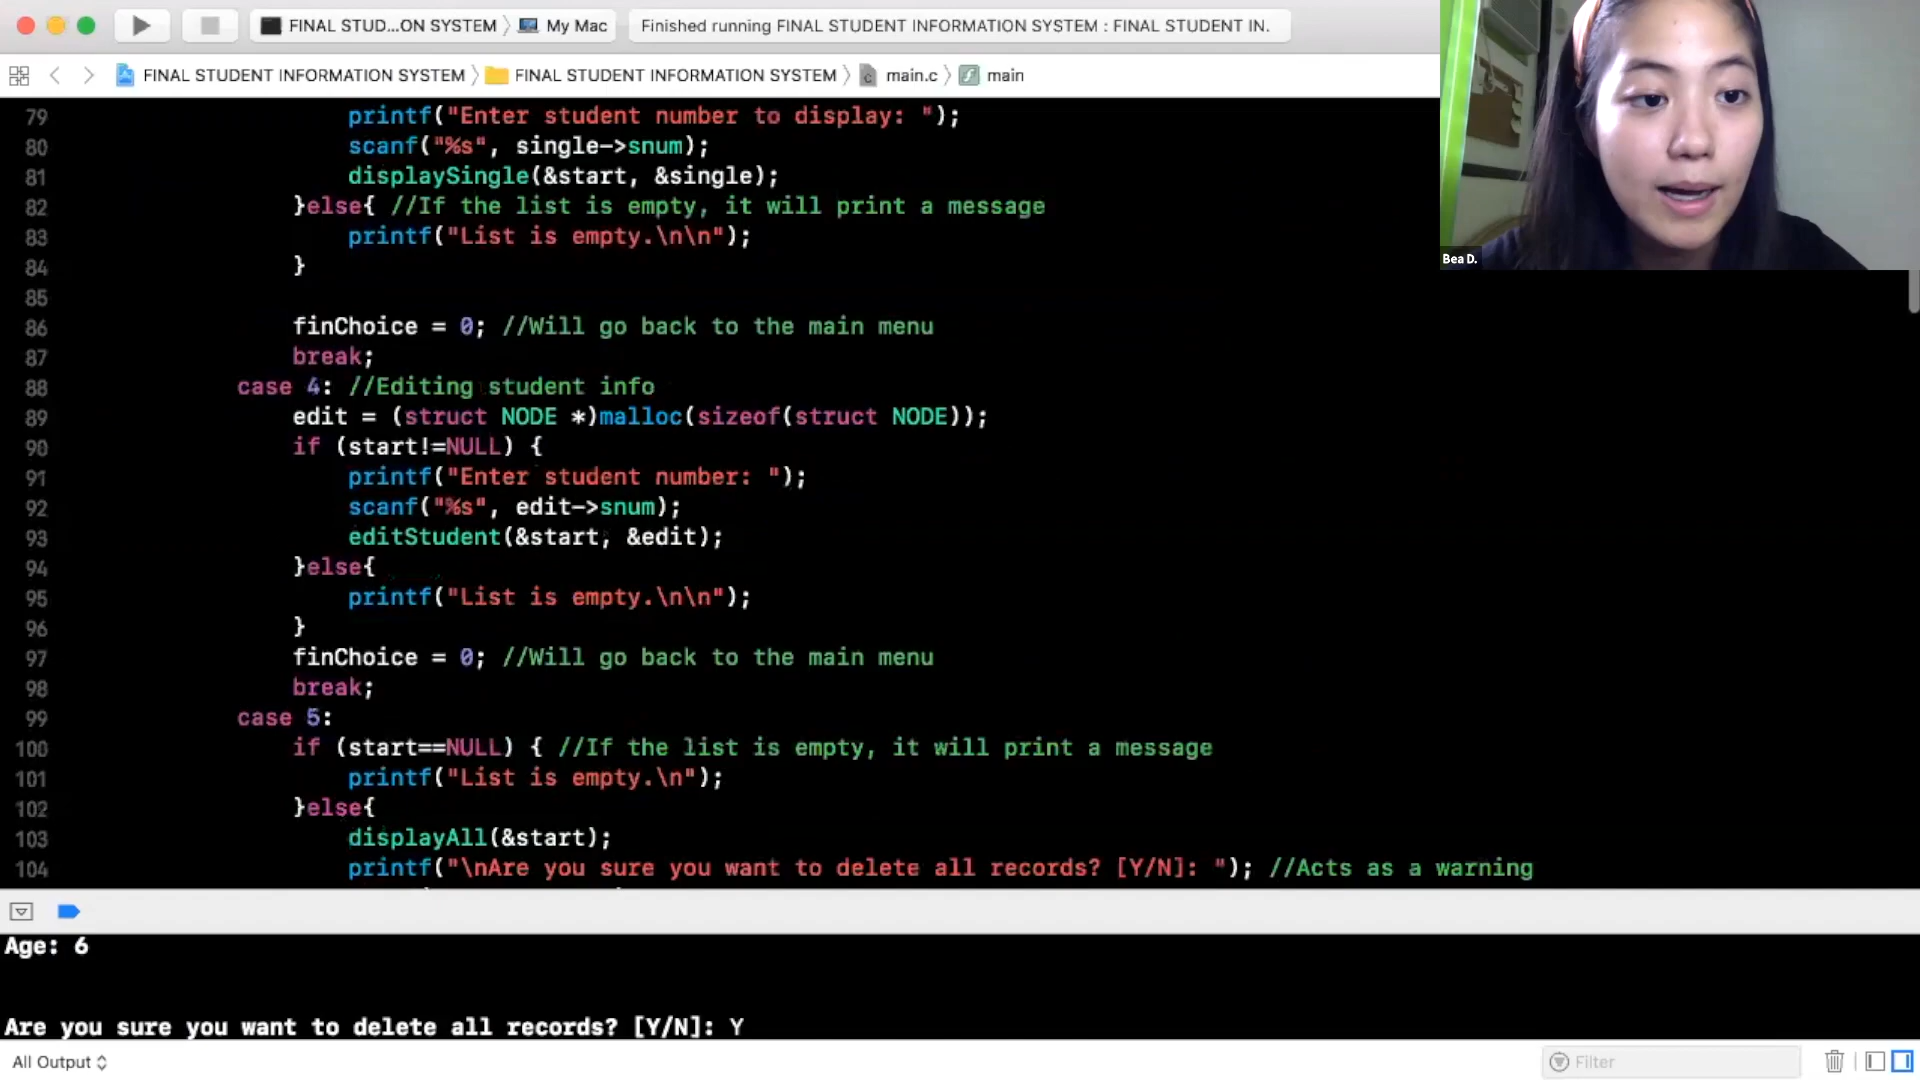 FINAL STUD...ON SYSTEM 〉 My Mac
Finished running FINAL STUDENT INFORMATION SYSTEM : FINAL STUDENT IN.
FINAL STUDENT INFORMATION SYSTEM 〉 FINAL STUDENT INFORMATION SYSTEM 〉 main.c 〉 main
Bea D.
79 printf("Enter student number to display: ");
80 scanf("%s", single->snum);
81 displaySingle(&start, &single);
82 }else{ //If the list is empty, it will print a message
83 printf("List is empty.\n\n");
84 }
85
86 finChoice = 0; //Will go back to the main menu
87 break;
88 case 4: //Editing student info
89 edit = (struct NODE *)malloc(sizeof(struct NODE));
90 if (start!=NULL) {
91 printf("Enter student number: ");
92 scanf("%s", edit->snum);
93 editStudent(&start, &edit);
94 }else{
95 printf("List is empty.\n\n");
96 }
97 finChoice = 0; //Will go back to the main menu
98 break;
99 case 5:
100 if (start==NULL) { //If the list is empty, it will print a message
101 printf("List is empty.\n");
102 }else{
103 displayAll(&start);
104 printf("\nAre you sure you want to delete all records? [Y/N]: "); //Acts as a warning
Age: 6
Are you sure you want to delete all records? [Y/N]: Y
All Output
Filter